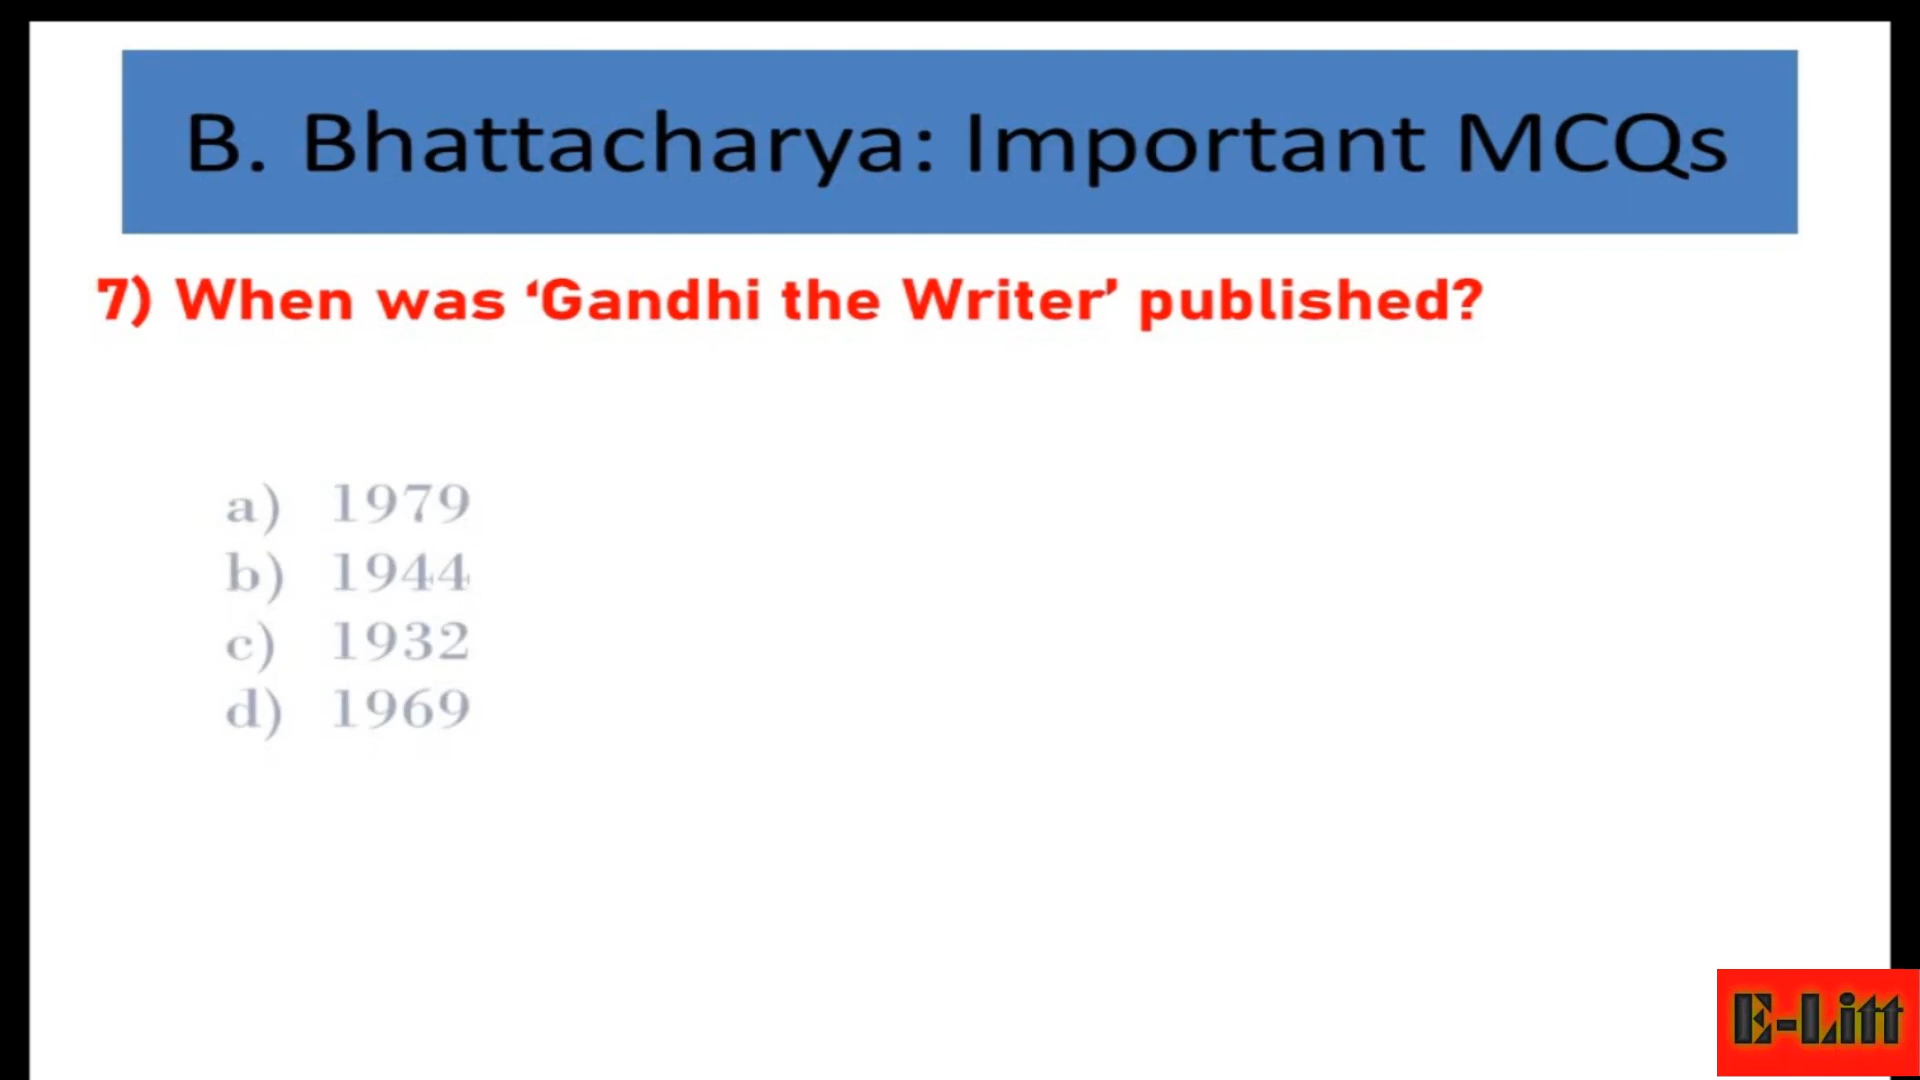 B. Bhattacharya: Important MCQs
7) When was ‘Gandhi the Writer’ published?
a) 1979
b) 1944
c) 1932
d) 1969
E-Litt